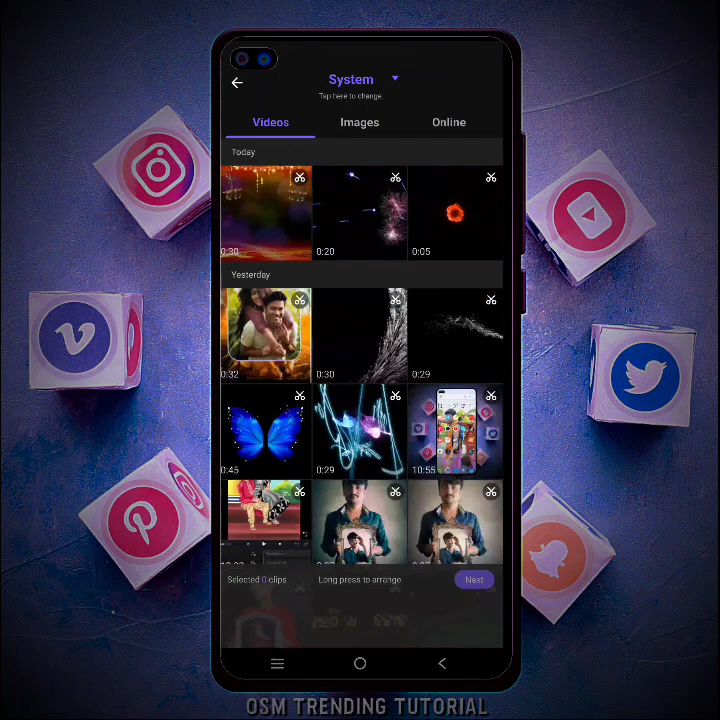 System
Tap here to change.
Videos Images Online
Today
0:30 0:20 0:05
Yesterday
0:32 0:30 0:29
0:45 0:29 10:55
Selected 0 clips Long press to arrange Next
OSM TRENDING TUTORIAL